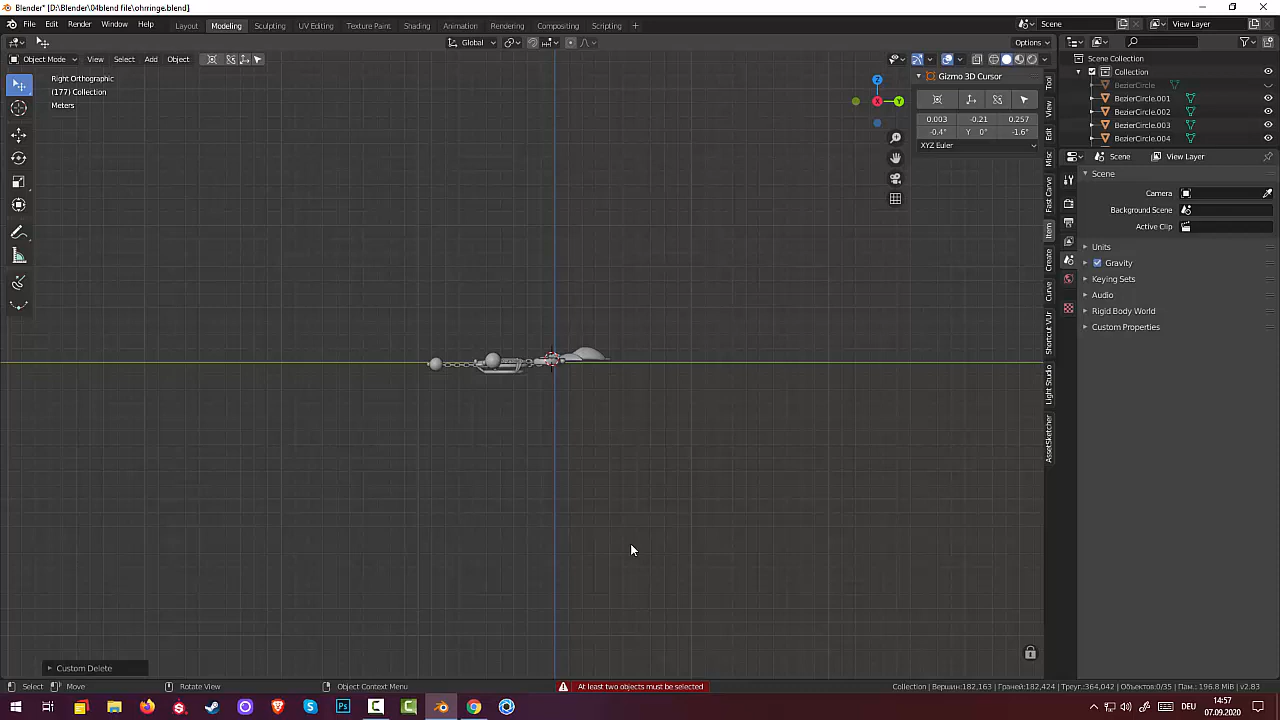 Blender* [D:\Blender\04blend file\ohrringe.blend]
File Edit Render Window Help Layout Modeling Sculpting UV Editing Texture Paint Shading Animation Rendering Compositing Scripting Scene View Layer
Global Options
Object Mode View Select Add Object
Right Orthographic
(177) Collection
Meters
Z
X
Y
Gizmo 3D Cursor
0.003 -0.21 0.257
-0.4° Y 0° -1.6°
XYZ Euler
Tool
View
Edit
Misc
Fast Carve
Item
Create
Curve
Shortcut VUr
Light Studio
AssetSketcher
Scene Collection
Collection
BezierCircle
BezierCircle.001
BezierCircle.002
BezierCircle.003
BezierCircle.004
Scene View Layer
Scene
Camera
Background Scene
Active Clip
Units
Gravity
Keying Sets
Audio
Rigid Body World
Custom Properties
Custom Delete
Select Move Rotate View Object Context Menu At least two objects must be selected Collection | Вершин:182,163 | Граней:182,424 | Треуг.:364,042 | Объектов:0/35 | Пам.: 196.8 MiB | v2.83
Ps DEU 14:57
07.09.2020